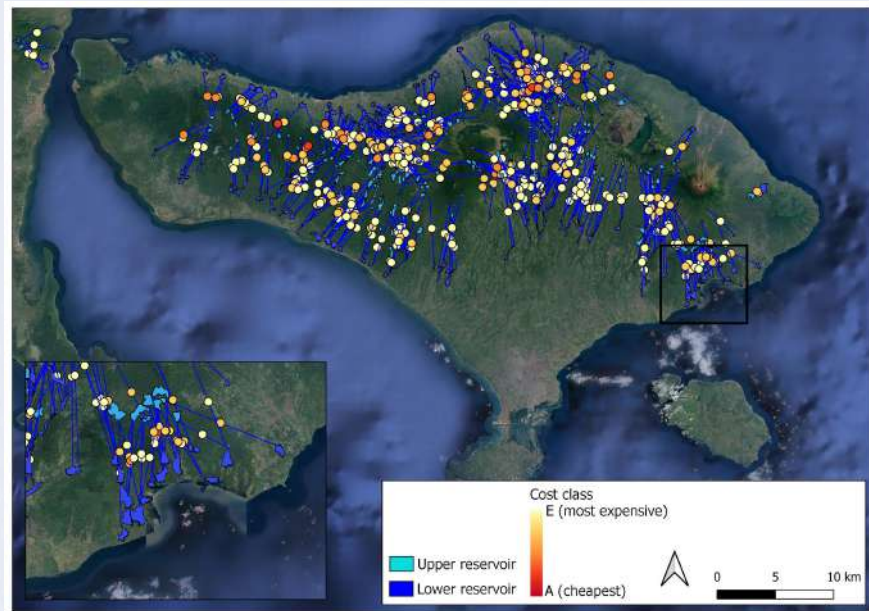 Cost class
E (most expensive)
Upper reservoir
Lower reservoir
A (cheapest)
0 5 10 km